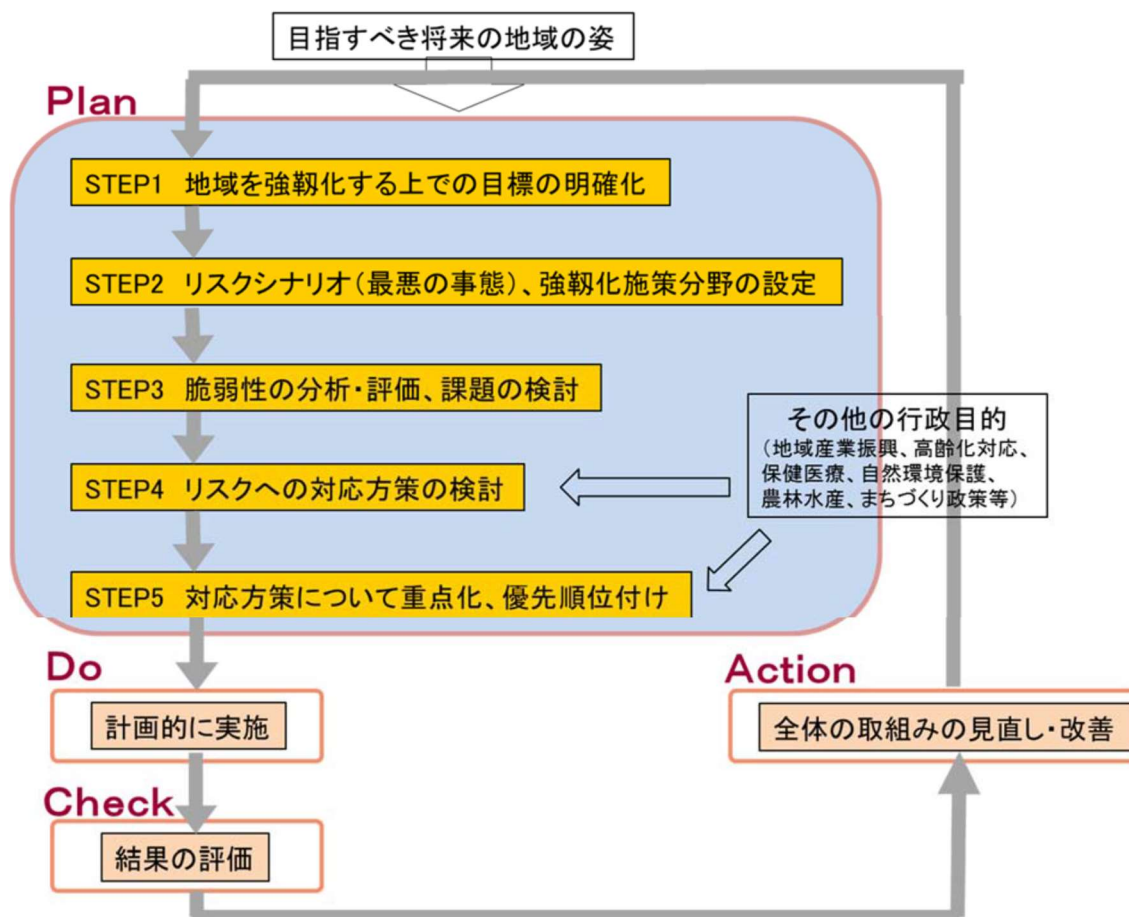 目指すべき将来の地域の姿
Plan
STEP1 地域を強靱化する上での目標の明確化
STEP2 リスクシナリオ（最悪の事態）、強靱化施策分野の設定
STEP3 脆弱性の分析・評価、課題の検討
その他の行政目的
（地域産業振興、高齢化対応、
保健医療、自然環境保護、
農林水産、まちづくり政策等）
STEP4 リスクへの対応方策の検討
STEP5 対応方策について重点化、優先順位付け
Do
計画的に実施
Check
結果の評価
Action
全体の取組みの見直し・改善